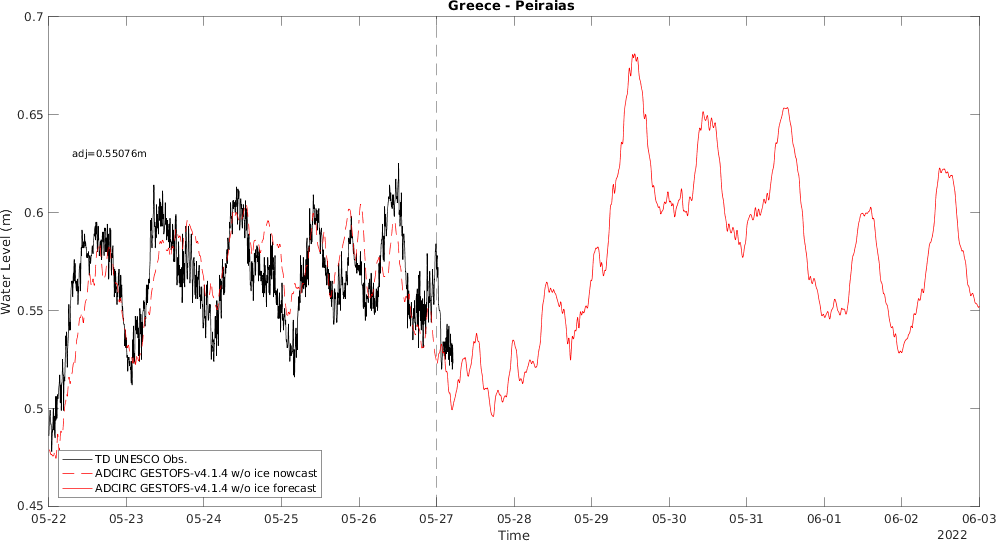 Greece - Peiraias
0.7
0.65
0.6
0.55
0.5
0.45
Water Level (m)
adj=0.55076m
TD UNESCO Obs.
ADCIRC GESTOFS-v4.1.4 w/o ice nowcast
ADCIRC GESTOFS-v4.1.4 w/o ice forecast
05-22 05-23 05-24 05-25 05-26 05-27 05-28 05-29 05-30 05-31 06-01 06-02 06-03
Time
2022